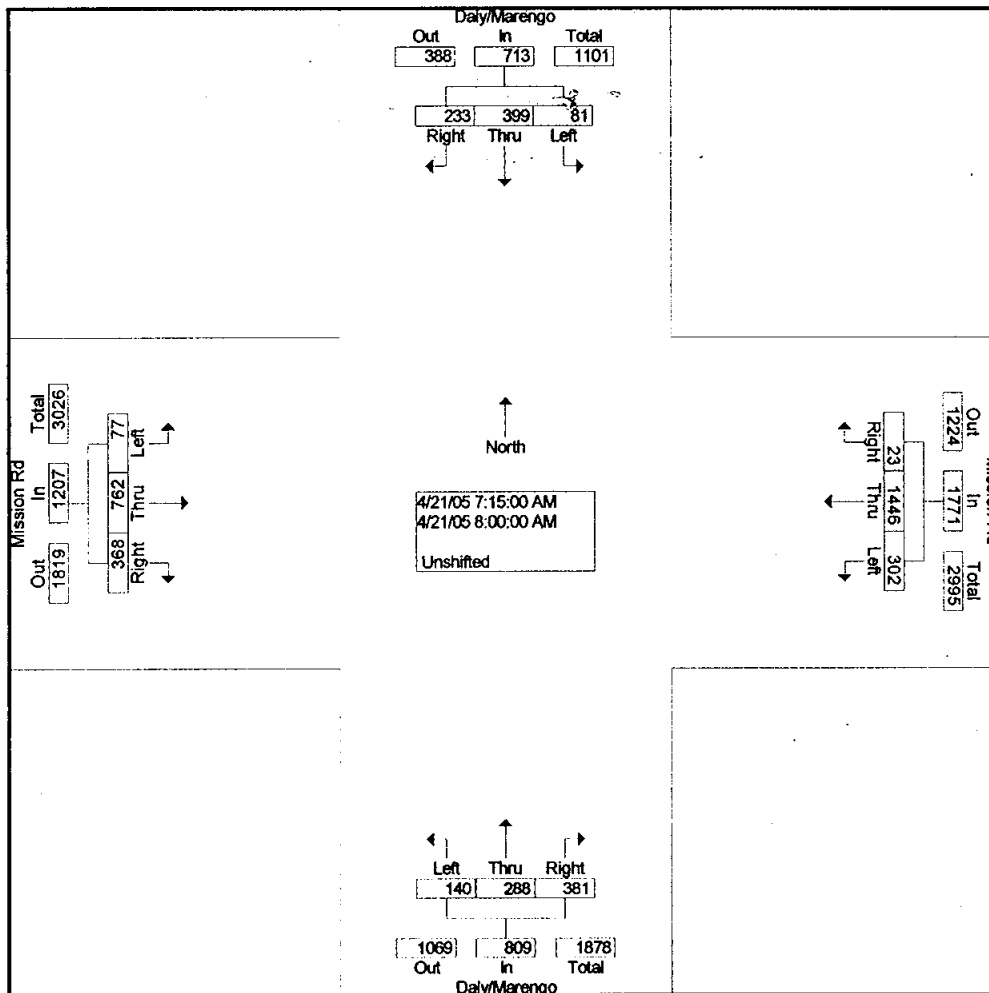 Daly/Marengo
Out In Total
388 713 1101
233 399 81
Right Thru Left
Mission Rd
Total In Out
3026 1207 1819
77 762 368
Left Thru Right
North
4/21/05 7:15:00 AM
4/21/05 8:00:00 AM
Unshifted
Right Thru Left
23 1446 302
Out In Total
1224 1771 2995
Left Thru Right
140 288 381
1069 809 1878
Out In Total
Daly/Marengo